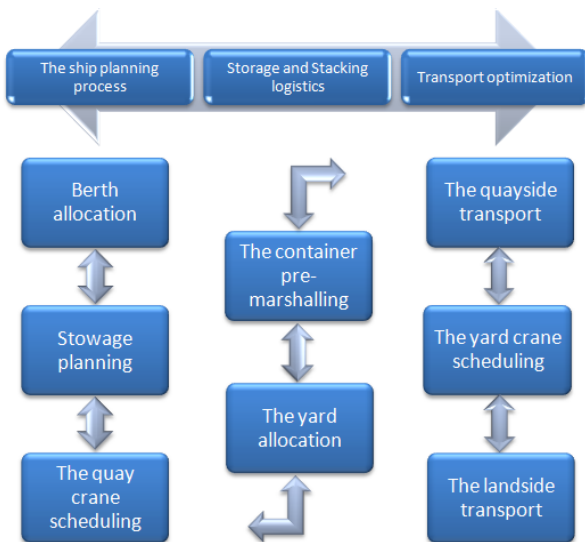 The ship planning
process
Storage and Stacking
logistics
Transport optimization
Berth
allocation
Stowage
planning
The quay
crane
scheduling
The container
pre-
marshalling
The yard
allocation
The quayside
transport
The yard crane
scheduling
The landside
transport